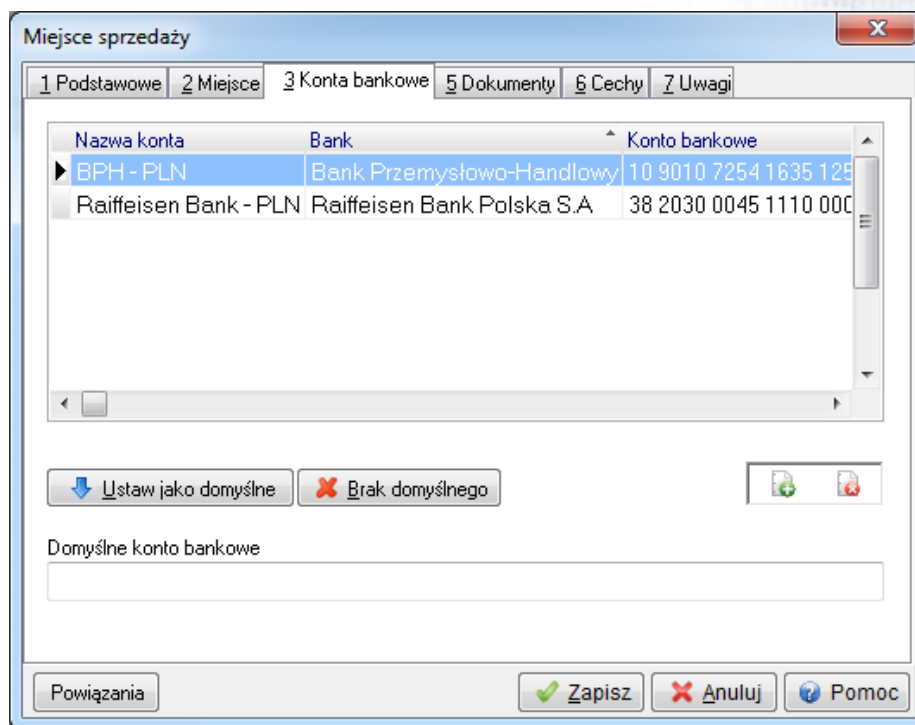 Miejsce sprzedaży
1 Podstawowe 2 Miejsce 3 Konta bankowe 5 Dokumenty 6 Cechy 7 Uwagi
Nazwa konta Bank Konto bankowe
BPH - PLN Bank Przemysłowo-Handlowy 10 9010 7254 1635 125
Raiffeisen Bank - PLN Raiffeisen Bank Polska S.A 38 2030 0045 1110 000
Ustaw jako domyślne Brak domyślnego
Domyślne konto bankowe
Powiązania Zapisz Anuluj Pomoc